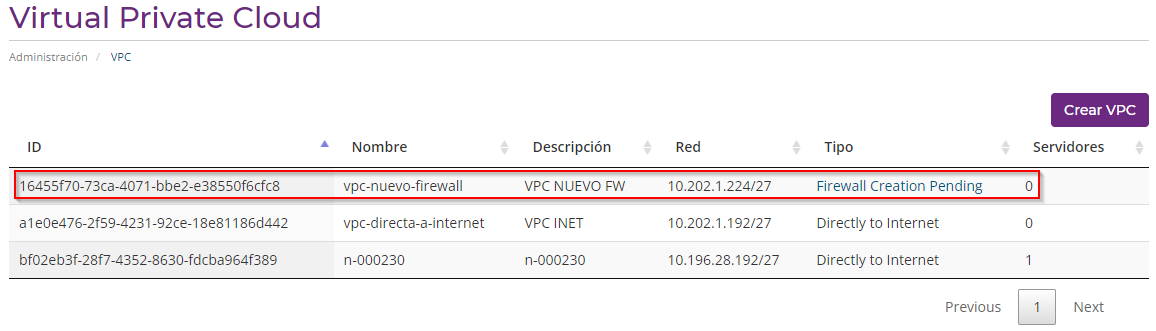 Virtual Private Cloud
Administración / VPC
Crear VPC
ID Nombre Descripción Red Tipo Servidores
16455f70-73ca-4071-bbe2-e38550f6cfc8 vpc-nuevo-firewall VPC NUEVO FW 10.202.1.224/27 Firewall Creation Pending 0
a1e0e476-2f59-4231-92ce-18e81186d442 vpc-directa-a-internet VPC INET 10.202.1.192/27 Directly to Internet 0
bf02eb3f-28f7-4352-8630-fdcba964f389 n-000230 n-000230 10.196.28.192/27 Directly to Internet 1
Previous 1 Next